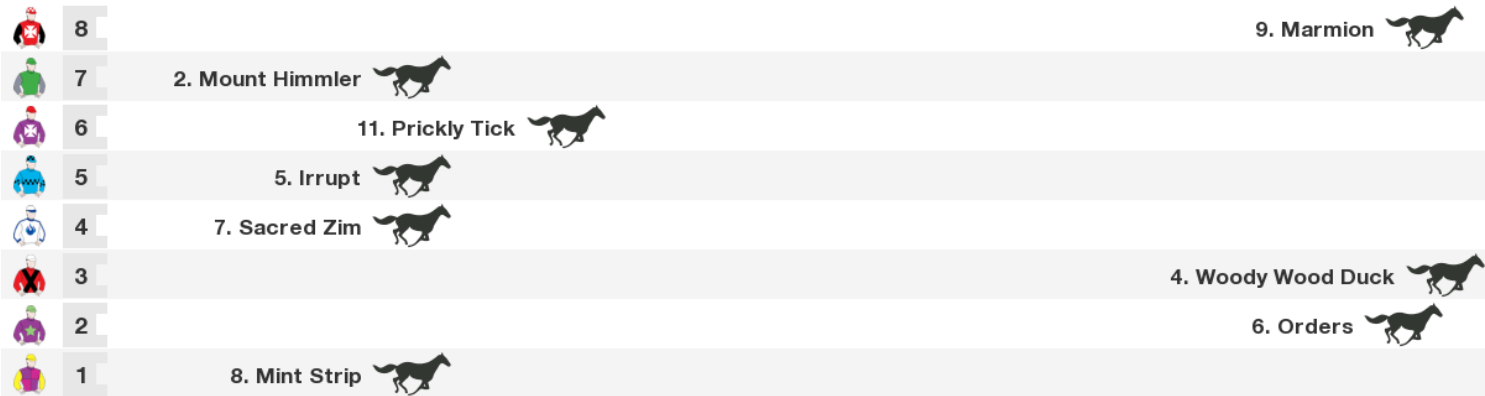 8 9. Marmion
7 2. Mount Himmler
6 11. Prickly Tick
5 5. Irrupt
4 7. Sacred Zim
3 4. Woody Wood Duck
2 6. Orders
1 8. Mint Strip